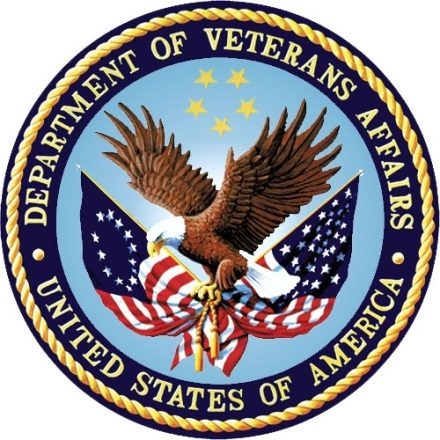 DEPARTMENT OF VETERANS AFFAIRS
UNITED STATES OF AMERICA